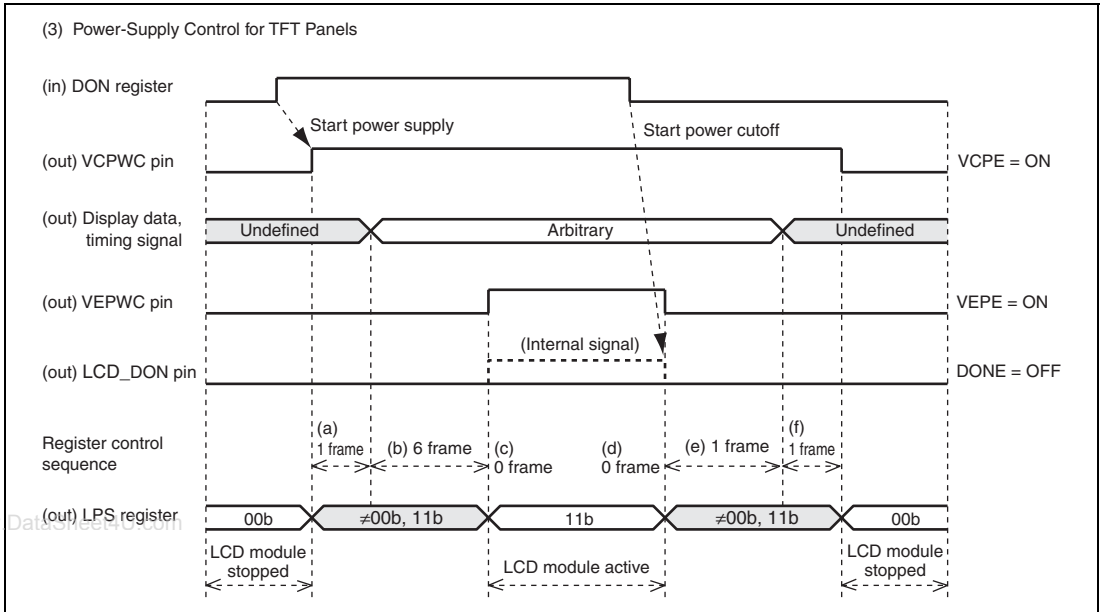 (3) Power-Supply Control for TFT Panels
(in) DON register
Start power supply
Start power cutoff
(out) VCPWC pin
VCPE = ON
(out) Display data,
timing signal
Undefined
Arbitrary
Undefined
(out) VEPWC pin
VEPE = ON
(Internal signal)
(out) LCD_DON pin
DONE = OFF
Register control
sequence
(a)
1 frame
(b) 6 frame
(c)
0 frame
(d)
0 frame
(e) 1 frame
(f)
1 frame
(out) LPS register
00b
≠00b, 11b
11b
≠00b, 11b
00b
DataSheet4U.com
LCD module
stopped
LCD module active
LCD module
stopped